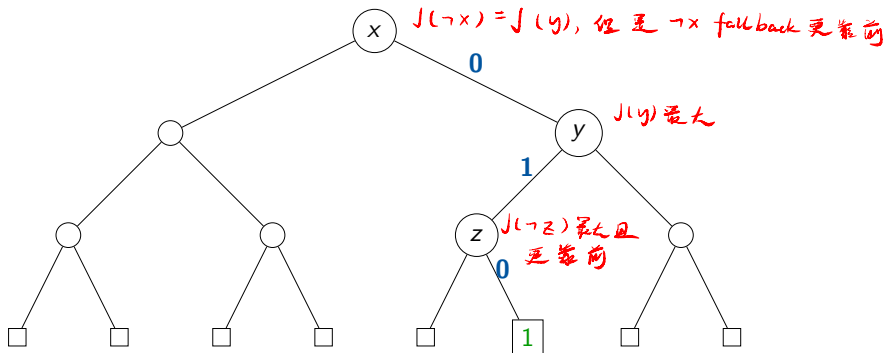 x
J(¬x) = J(y), 但是 ¬x fallback 更靠前
0
J(y) 最大
y
1
z
J(¬z) 最大且
更靠前
0
1